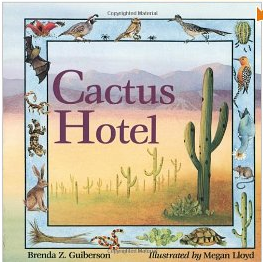 Cactus
Hotel
Brenda Z. Guiberson Illustrated by Megan Lloyd